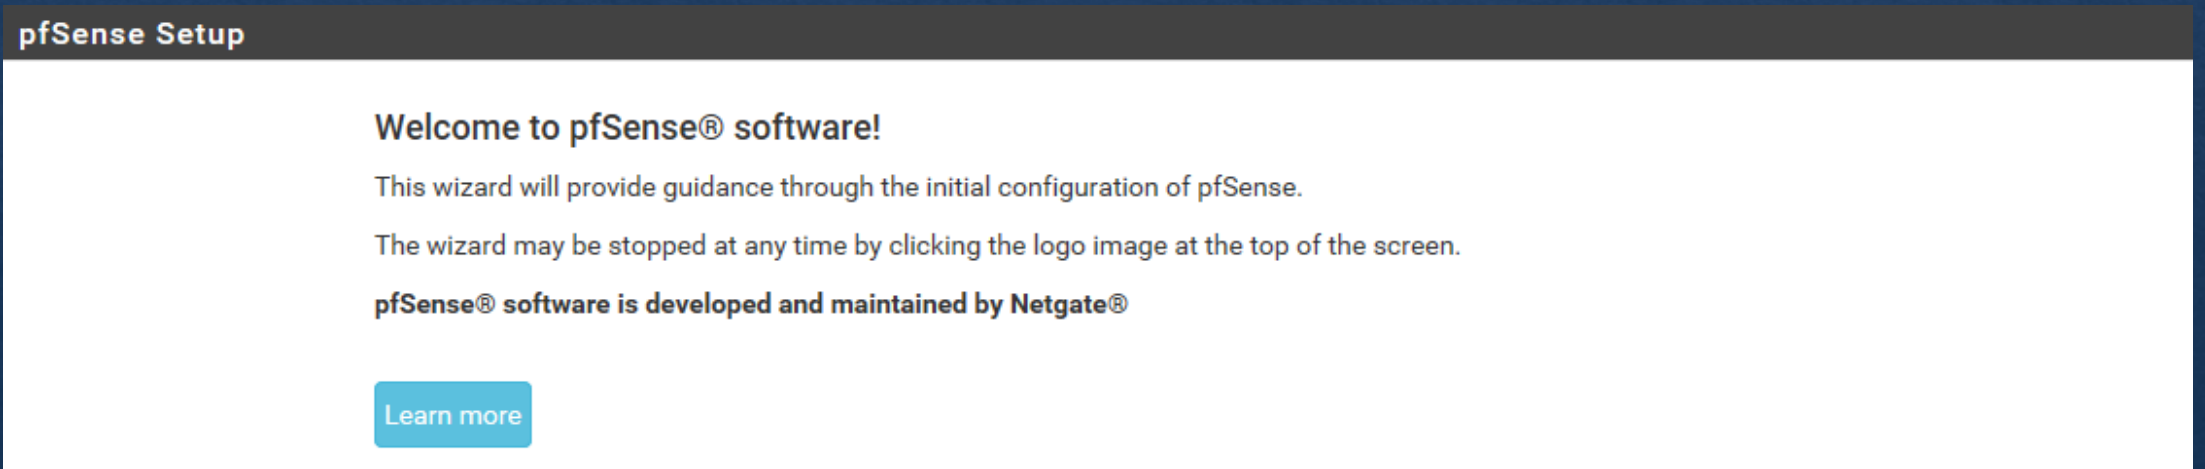 pfSense Setup
Welcome to pfSense® software!
This wizard will provide guidance through the initial configuration of pfSense.
The wizard may be stopped at any time by clicking the logo image at the top of the screen.
pfSense® software is developed and maintained by Netgate®
Learn more